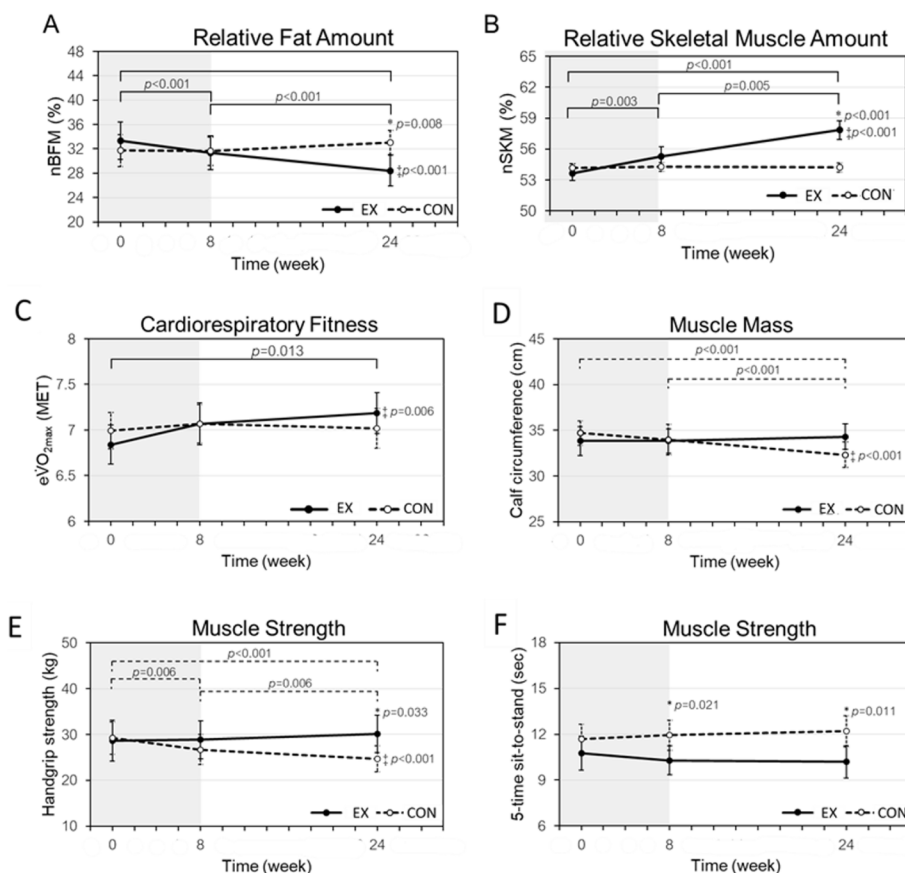 A
Relative Fat Amount
48
44
40
36
32
28
24
20
nBFM (%)
p<0.001
p<0.001
* p=0.008
‡p<0.001
EX
CON
0
8
24
Time (week)
B
Relative Skeletal Muscle Amount
65
62
59
56
53
50
nSKM (%)
p<0.001
p=0.005
p=0.003
* p<0.001
‡p<0.001
EX
CON
0
8
24
Time (week)
C
Cardiorespiratory Fitness
8
7.5
7
6.5
6
eV̇O2max (MET)
p=0.013
‡ p=0.006
EX
CON
0
8
24
Time (week)
D
Muscle Mass
45
40
35
30
25
Calf circumference (cm)
p<0.001
p<0.001
‡ p<0.001
EX
CON
0
8
24
Time (week)
E
Muscle Strength
50
40
30
20
10
Handgrip strength (kg)
p<0.001
p=0.006
p=0.006
* p=0.033
‡ p<0.001
EX
CON
0
8
24
Time (week)
F
Muscle Strength
18
15
12
9
6
5-time sit-to-stand (sec)
* p=0.021
* p=0.011
EX
CON
0
8
24
Time (week)